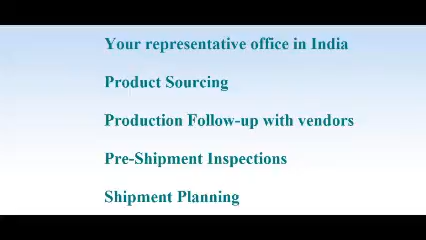 Your representative office in India
Product Sourcing
Production Follow-up with vendors
Pre-Shipment Inspections
Shipment Planning